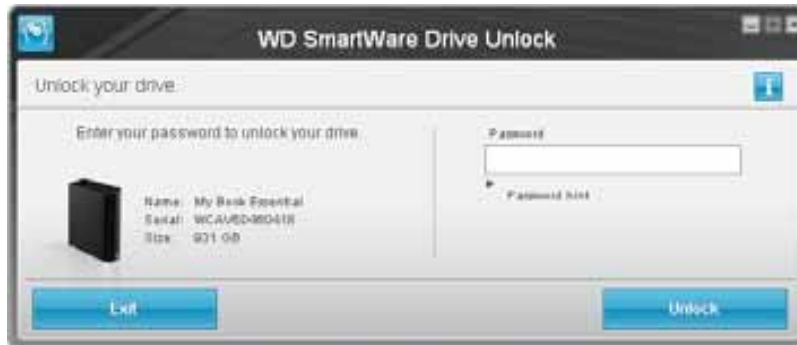 WD SmartWare Drive Unlock
Unlock your drive
Enter your password to unlock your drive.
Password
Password hint
Name: My Book Essential
Serial:
Size: 931 GB
Exit
Unlock